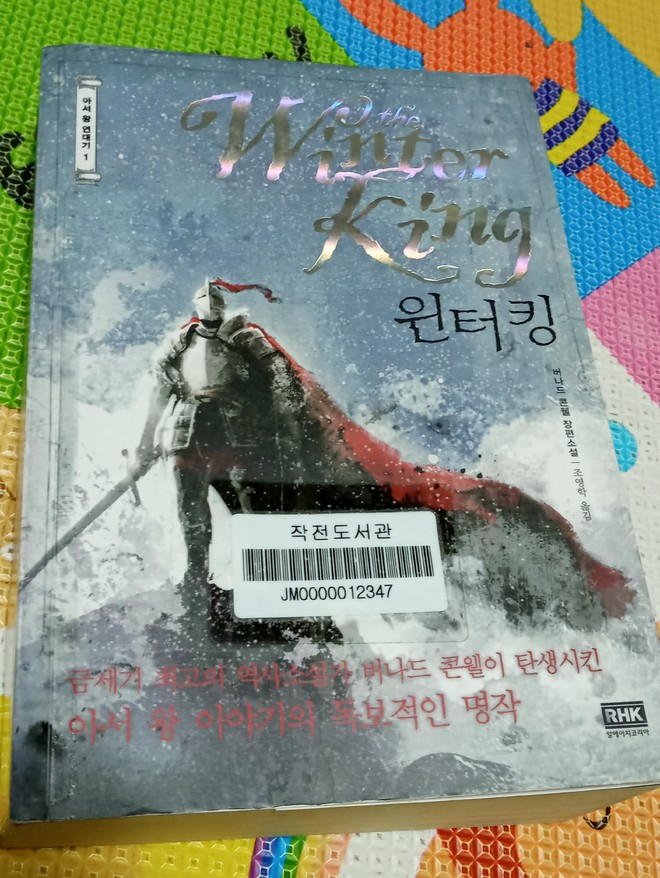 아서 왕 연대기 1
the
Winter
King
윈터킹
버나드 콘웰 장편소설 | 조영학 옮김
작전도서관
JM0000012347
금세기 최고의 역사소설가 버나드 콘웰이 탄생시킨
아서 왕 이야기의 독보적인 명작
RHK
알에이치코리아